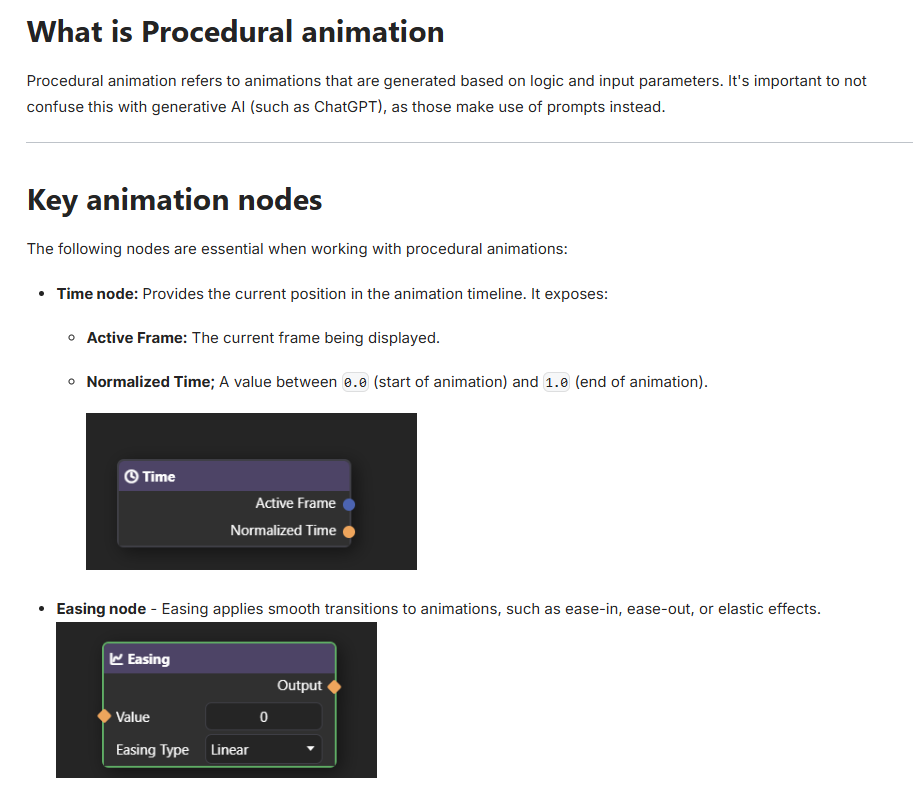 What is Procedural animation
Procedural animation refers to animations that are generated based on logic and input parameters. It's important to not
confuse this with generative AI (such as ChatGPT), as those make use of prompts instead.
Key animation nodes
The following nodes are essential when working with procedural animations:
Time node: Provides the current position in the animation timeline. It exposes:
Active Frame: The current frame being displayed.
Normalized Time; A value between 0.0 (start of animation) and 1.0 (end of animation).
Time
Active Frame
Normalized Time
Easing node - Easing applies smooth transitions to animations, such as ease-in, ease-out, or elastic effects.
Easing
Output
Value 0
Easing Type Linear